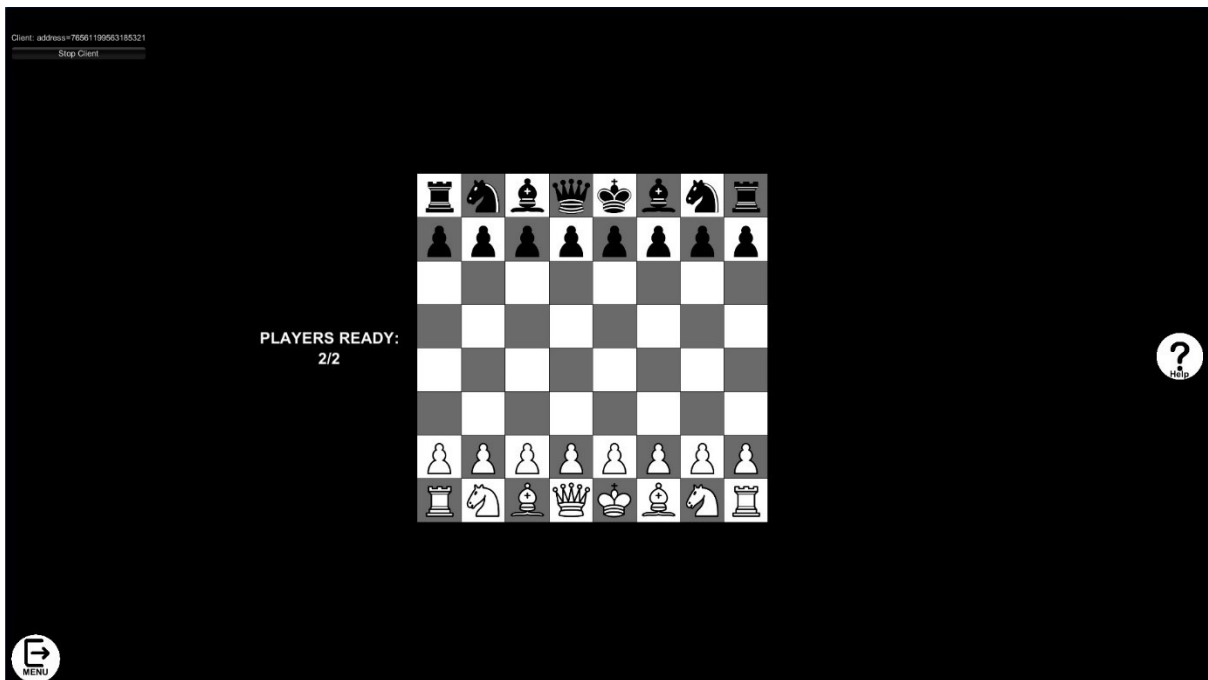 Client: address=76561199563185321
Stop Client
PLAYERS READY:
2/2
?
Help
MENU